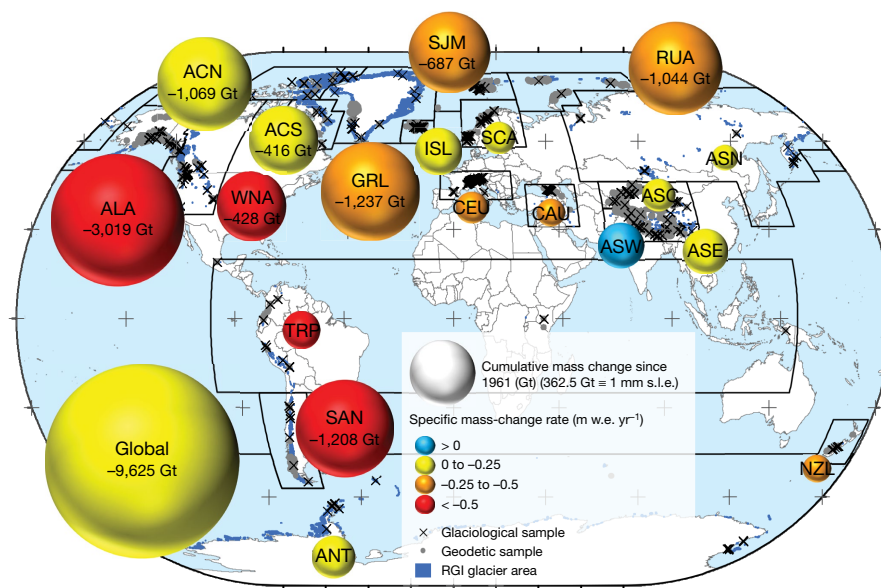 ACN
−1,069 Gt
SJM
−687 Gt
RUA
−1,044 Gt
ACS
−416 Gt
ISL
SCA
ASN
ALA
−3,019 Gt
WNA
−428 Gt
GRL
−1,237 Gt
CEU
CAU
ASC
ASW
ASE
TRP
Global
−9,625 Gt
SAN
−1,208 Gt
ANT
NZL
Cumulative mass change since
1961 (Gt) (362.5 Gt ≡ 1 mm s.l.e.)
Specific mass-change rate (m w.e. yr⁻¹)
> 0
0 to −0.25
−0.25 to −0.5
< −0.5
Glaciological sample
Geodetic sample
RGI glacier area